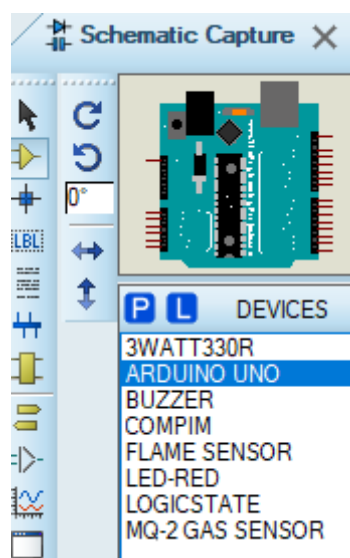 Schematic Capture
0°
LBL
P L DEVICES
3WATT330R
ARDUINO UNO
BUZZER
COMPIM
FLAME SENSOR
LED-RED
LOGICSTATE
MQ-2 GAS SENSOR